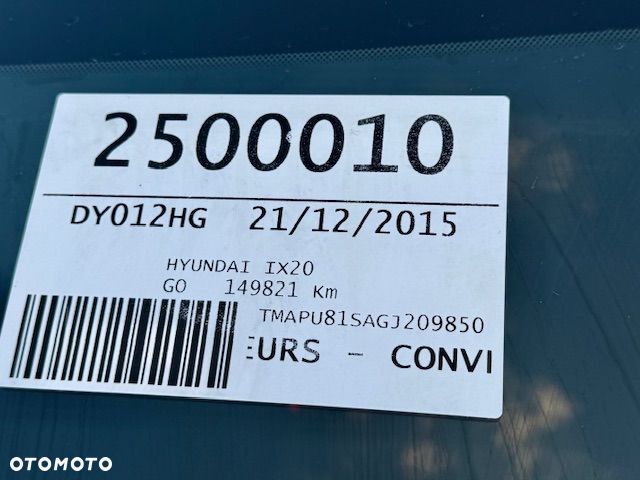 2500010
DY012HG 21/12/2015
HYUNDAI IX20
GO 149821 Km
TMAPU81SAGJ209850
EURS - CONVI
OTOMOTO